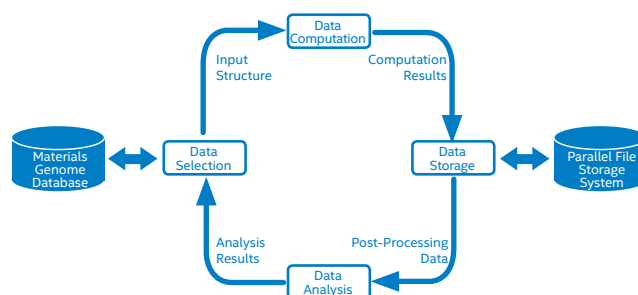 Data
Computation
Input
Structure
Computation
Results
Materials
Genome
Database
Data
Selection
Data
Storage
Parallel File
Storage
System
Analysis
Results
Post-Processing
Data
Data
Analysis